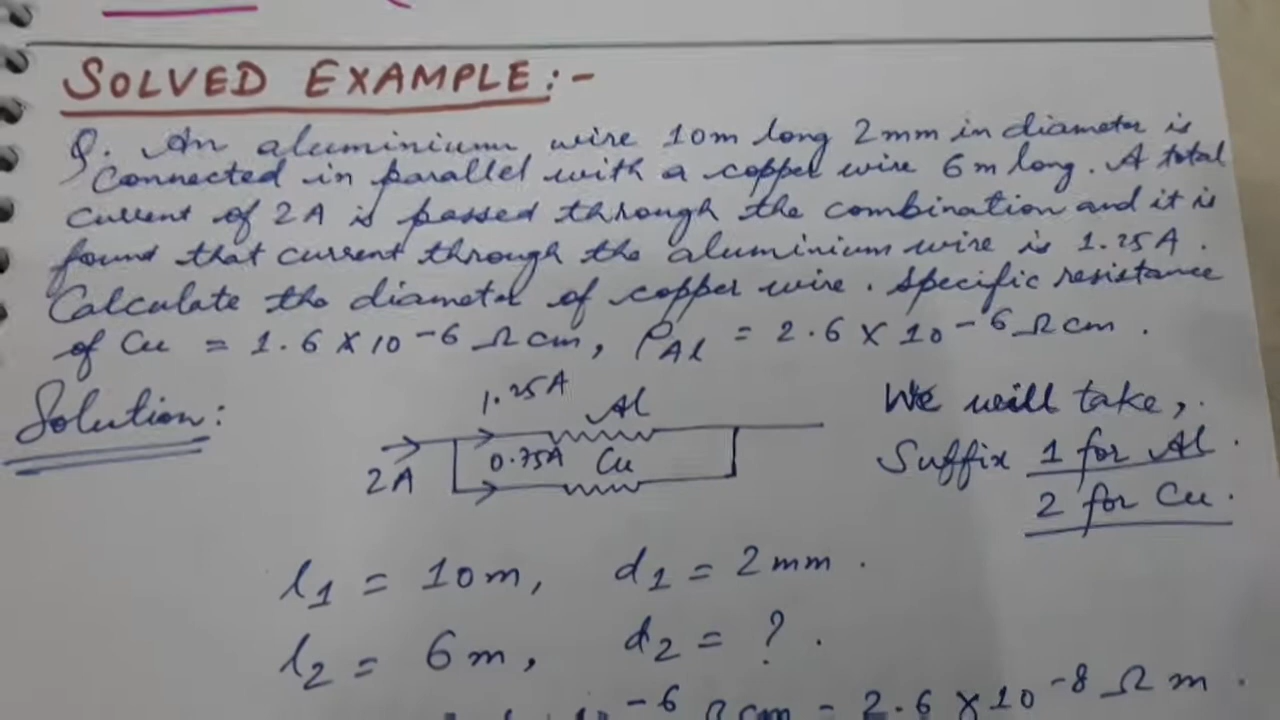 SOLVED EXAMPLE:-
Q. An aluminium wire 10m long 2mm in diameter is
connected in parallel with a copper wire 6m long. A total
current of 2A is passed through the combination and it is
found that current through the aluminium wire is 1.25A.
Calculate the diameter of copper wire. Specific resistance
of Cu = 1.6 × 10⁻⁶ Ω cm, ρAl = 2.6 × 10⁻⁶ Ω cm.
Solution:
1.25A Al
0.75A Cu
2A
We will take,
Suffix 1 for Al.
2 for Cu.
l₁ = 10m, d₁ = 2mm.
l₂ = 6m, d₂ = ?.
10⁻⁶ Ω cm = 2.6 × 10⁻⁸ Ω m.